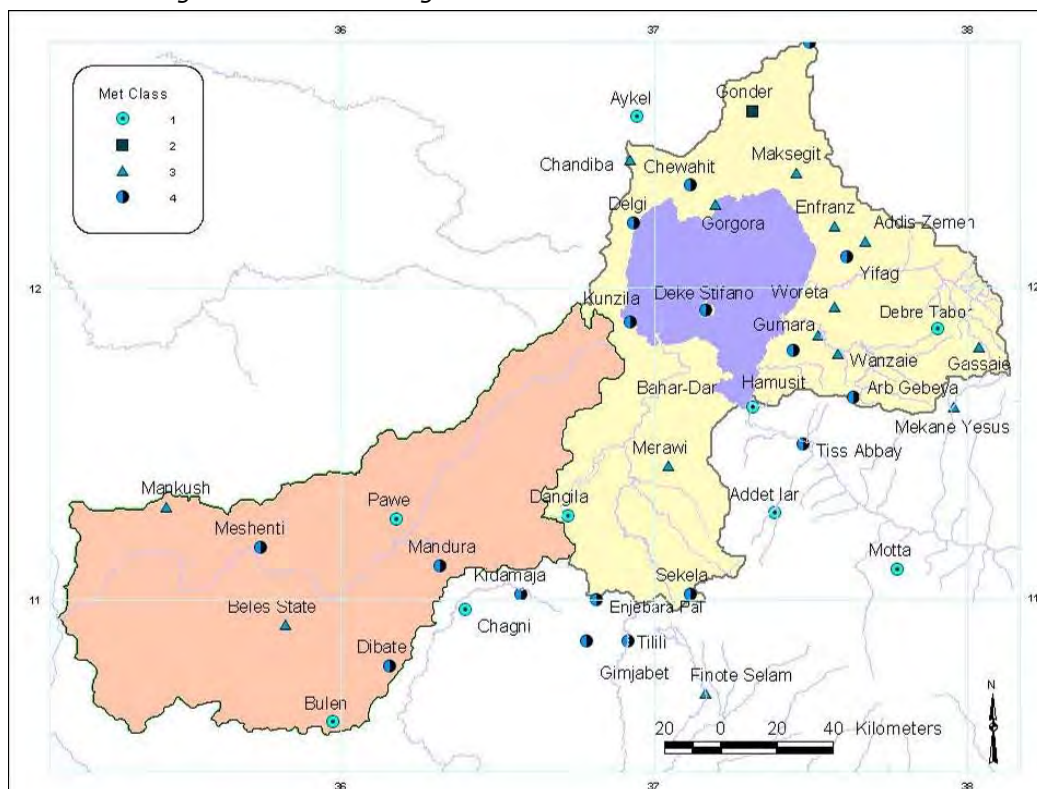 36
37
38
Met Class
1
2
3
4
Aykel
Gonder
Chandiba
Chewahit
Maksegit
Delgi
Gorgora
Enfranz
Addis Zemen
Yifag
12
12
Kunzila
Deke Stifano
Woreta
Debre Tabor
Gumara
Wanzaie
Gassaie
Bahar-Dar
Hamusit
Arb Gebeya
Mekane Yesus
Merawi
Tiss Abbay
Mankush
Pawe
Dangila
Addet Iar
Meshenti
Mandura
Motta
Kidamaja
Sekela
11
11
Beles State
Chagni
Enjebara Pal
Dibate
Tilili
Gimjabet
Finote Selam
Bulen
N
20 0 20 40 Kilometers
36
37
38